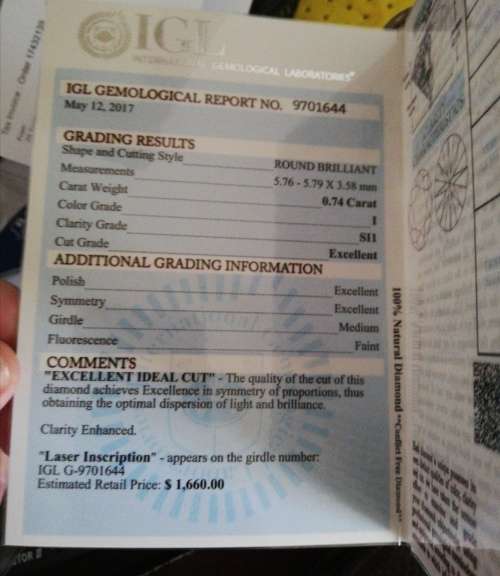 Tax Invoice Order 11432139
IGL
INTERNATIONAL GEMOLOGICAL LABORATORIES
IGL GEMOLOGICAL REPORT NO. 9701644
May 12, 2017
GRADING RESULTS
Shape and Cutting Style ROUND BRILLIANT
Measurements 5.76 - 5.79 X 3.58 mm
Carat Weight 0.74 Carat
Color Grade I
Clarity Grade SI1
Cut Grade Excellent
ADDITIONAL GRADING INFORMATION
Polish Excellent
Symmetry Excellent
Girdle Medium
Fluorescence Faint
COMMENTS
"EXCELLENT IDEAL CUT" - The quality of the cut of this
diamond achieves Excellence in symmetry of proportions, thus
obtaining the optimal dispersion of light and brilliance.
Clarity Enhanced.
"Laser Inscription" - appears on the girdle number:
IGL G-9701644
Estimated Retail Price: $ 1,660.00
100% Natural Diamond **Conflict Free Diamond**